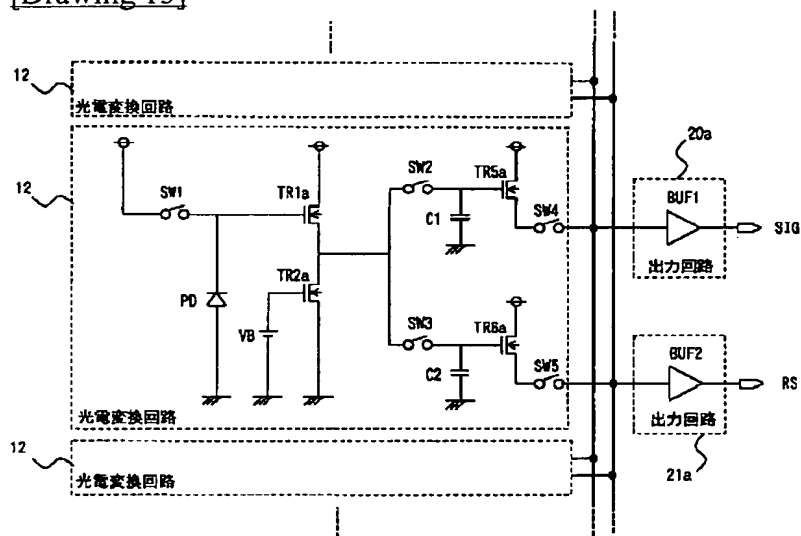 [Drawing 15]
12
光電変換回路
12
20a
SW1
TR1a
SW2
TR5a
BUF1
C1
SW4
SIG
出力回路
PD
TR2a
VB
SW3
TR6a
BUF2
C2
SW5
RS
出力回路
光電変換回路
12
光電変換回路
21a